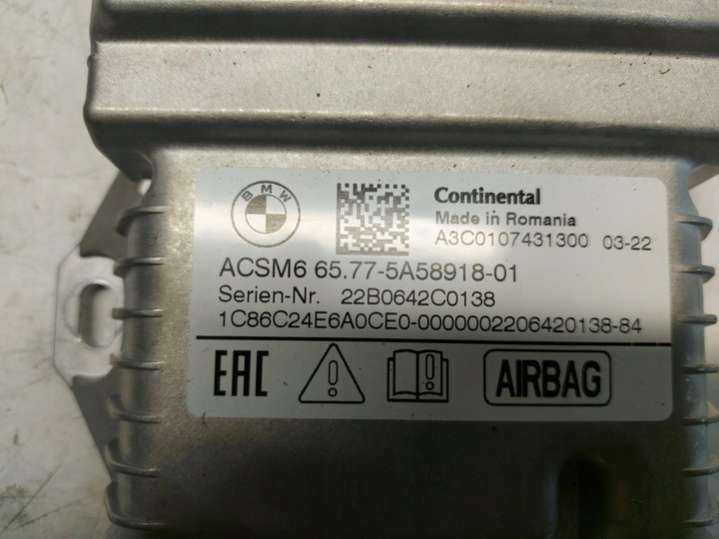 BMW
Continental
Made in Romania
A3C0107431300 03-22
ACSM6 65.77-5A58918-01
Serien-Nr. 22B0642C0138
1C86C24E6A0CE0-0000002206420138-84
EAC
AIRBAG